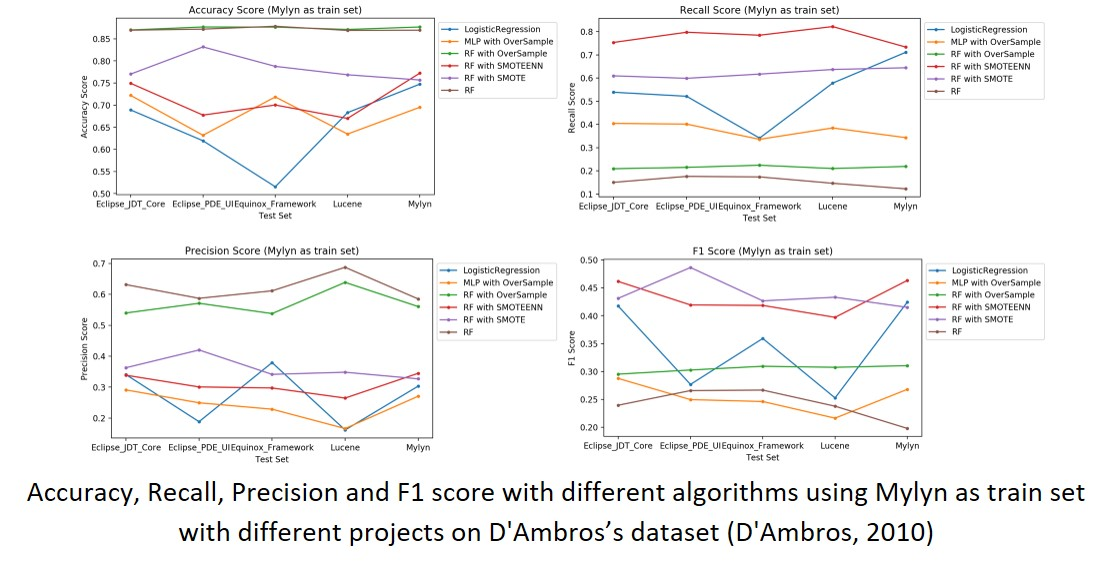 Accuracy Score (Mylyn as train set)
Accuracy Score
0.85
0.80
0.75
0.70
0.65
0.60
0.55
0.50
Eclipse_JDT_Core Eclipse_PDE_UI Equinox_Framework Lucene Mylyn
Test Set
LogisticRegression
MLP with OverSample
RF with OverSample
RF with SMOTEENN
RF with SMOTE
RF
Recall Score (Mylyn as train set)
Recall Score
0.8
0.7
0.6
0.5
0.4
0.3
0.2
0.1
Eclipse_JDT_Core Eclipse_PDE_UI Equinox_Framework Lucene Mylyn
Test Set
LogisticRegression
MLP with OverSample
RF with OverSample
RF with SMOTEENN
RF with SMOTE
RF
Precision Score (Mylyn as train set)
Precision Score
0.7
0.6
0.5
0.4
0.3
0.2
Eclipse_JDT_Core Eclipse_PDE_UI Equinox_Framework Lucene Mylyn
Test Set
LogisticRegression
MLP with OverSample
RF with OverSample
RF with SMOTEENN
RF with SMOTE
RF
F1 Score (Mylyn as train set)
F1 Score
0.50
0.45
0.40
0.35
0.30
0.25
0.20
Eclipse_JDT_Core Eclipse_PDE_UI Equinox_Framework Lucene Mylyn
Test Set
LogisticRegression
MLP with OverSample
RF with OverSample
RF with SMOTEENN
RF with SMOTE
RF
Accuracy, Recall, Precision and F1 score with different algorithms using Mylyn as train set
with different projects on D'Ambros’s dataset (D'Ambros, 2010)